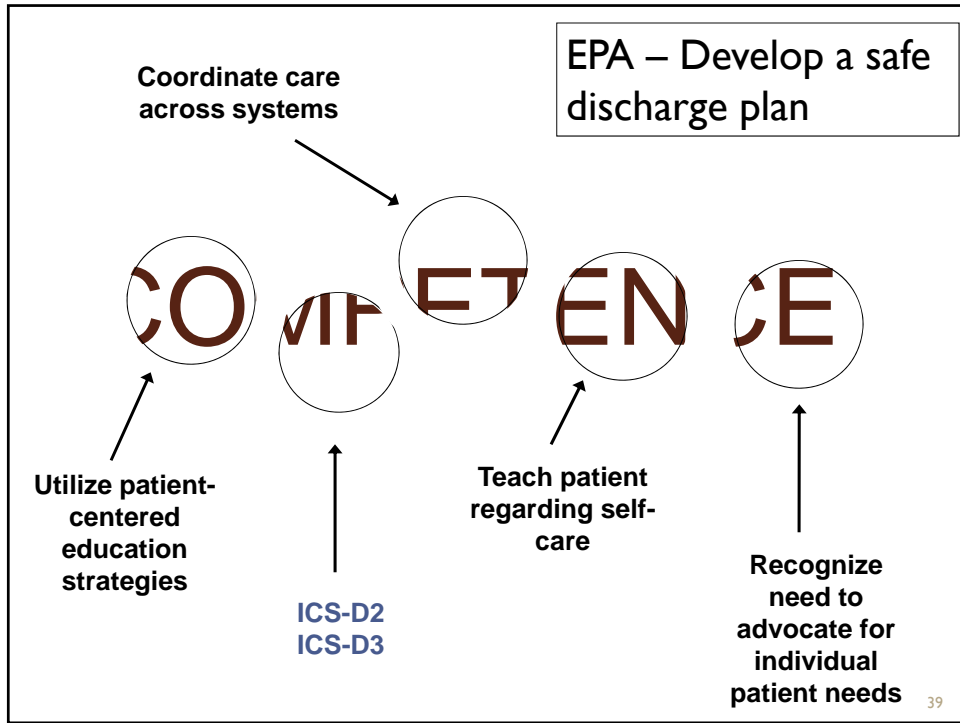 EPA – Develop a safe
discharge plan
Coordinate care
across systems
COMPETENCE
Utilize patient-
centered
education
strategies
ICS-D2
ICS-D3
Teach patient
regarding self-
care
Recognize
need to
advocate for
individual
patient needs
39